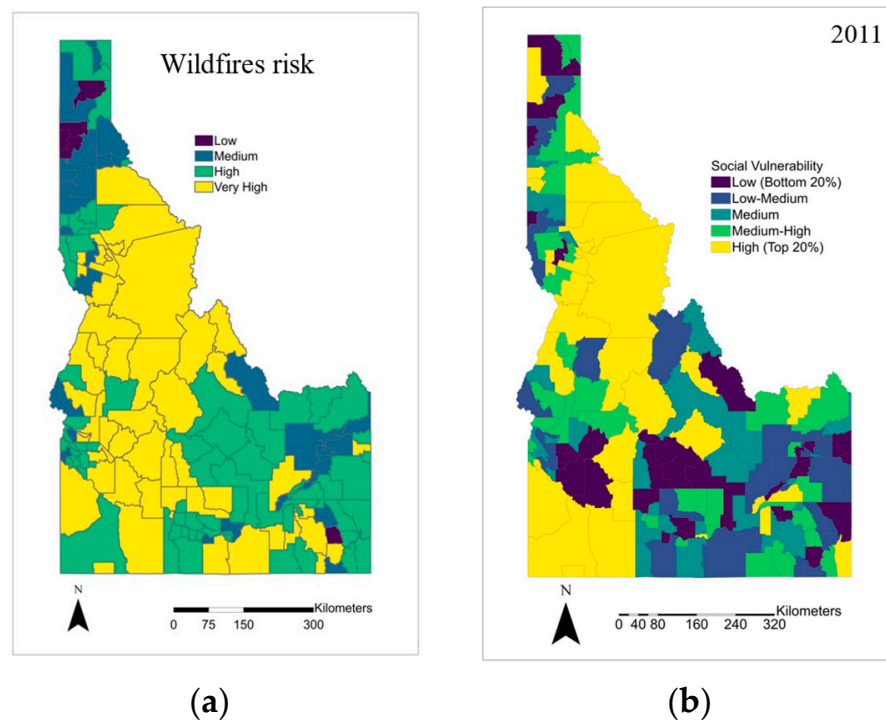 Wildfires risk
Low
Medium
High
Very High
N
Kilometers
0 75 150 300
(a)
2011
Social Vulnerability
Low (Bottom 20%)
Low-Medium
Medium
Medium-High
High (Top 20%)
N
Kilometers
0 40 80 160 240 320
(b)